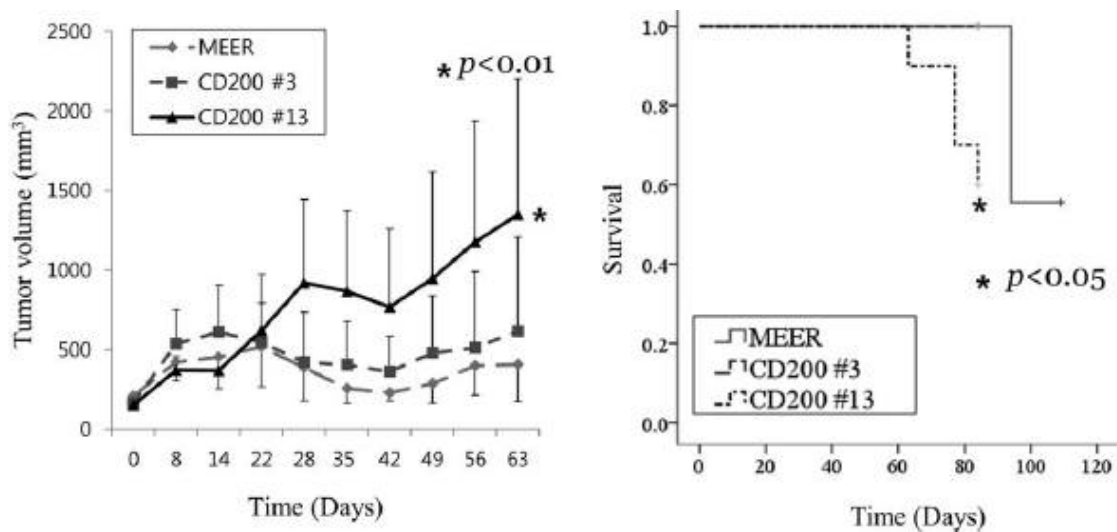 2500
2000
1500
1000
500
0
Tumor volume (mm³)
MEER
CD200 #3
CD200 #13
* p<0.01
*
0 8 14 22 28 35 42 49 56 63
Time (Days)
1.0
0.8
0.6
0.4
0.2
0.0
Survival
*
* p<0.05
MEER
CD200 #3
CD200 #13
0 20 40 60 80 100 120
Time (Days)